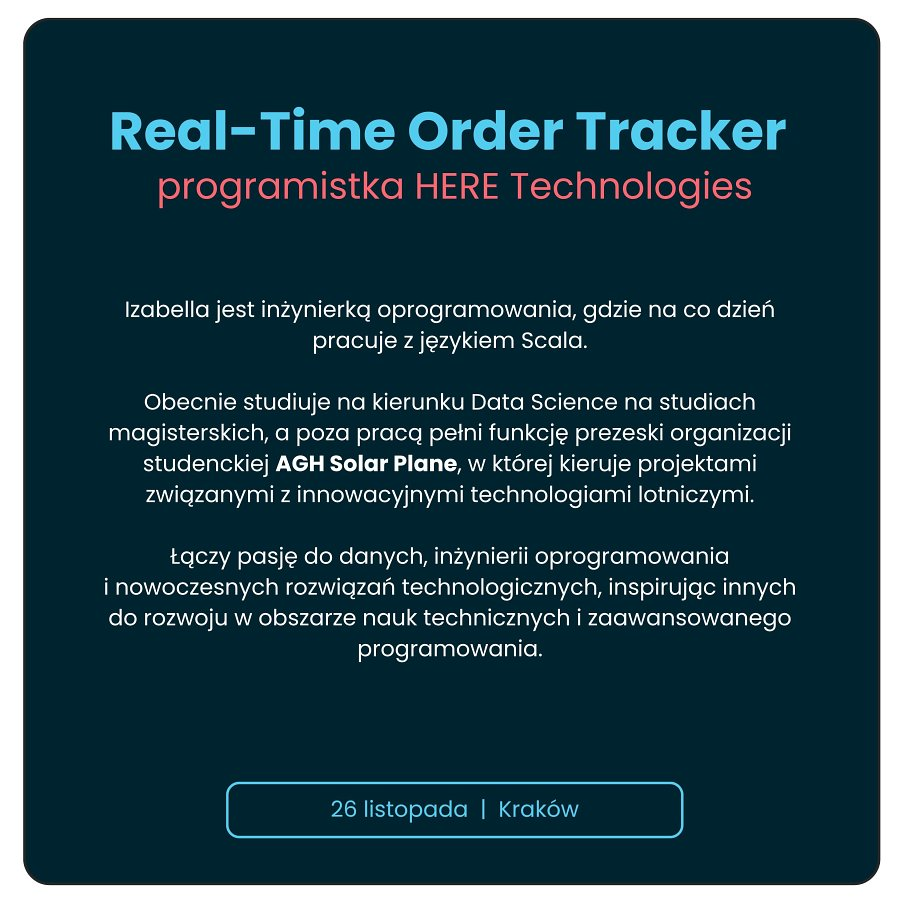 Real-Time Order Tracker
programistka HERE Technologies
Izabella jest inżynierką oprogramowania, gdzie na co dzień
pracuje z językiem Scala.
Obecnie studiuje na kierunku Data Science na studiach
magisterskich, a poza pracą pełni funkcję prezeski organizacji
studenckiej AGH Solar Plane, w której kieruje projektami
związanymi z innowacyjnymi technologiami lotniczymi.
Łączy pasję do danych, inżynierii oprogramowania
i nowoczesnych rozwiązań technologicznych, inspirując innych
do rozwoju w obszarze nauk technicznych i zaawansowanego
programowania.
26 listopada | Kraków